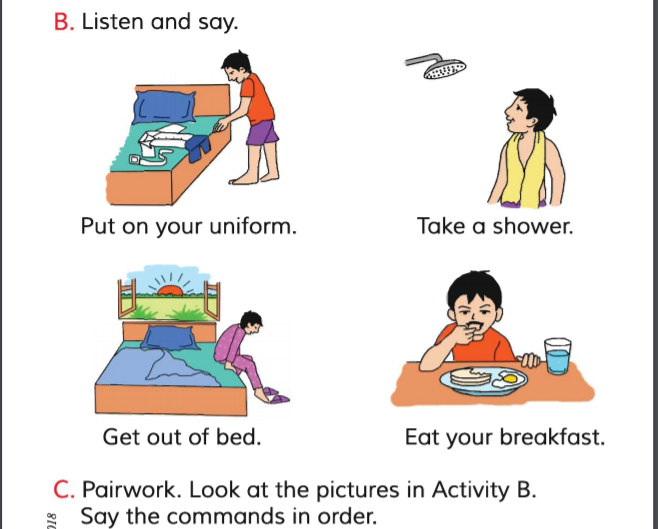 B. Listen and say.
Put on your uniform.
Take a shower.
Get out of bed.
Eat your breakfast.
C. Pairwork. Look at the pictures in Activity B.
Say the commands in order.
018